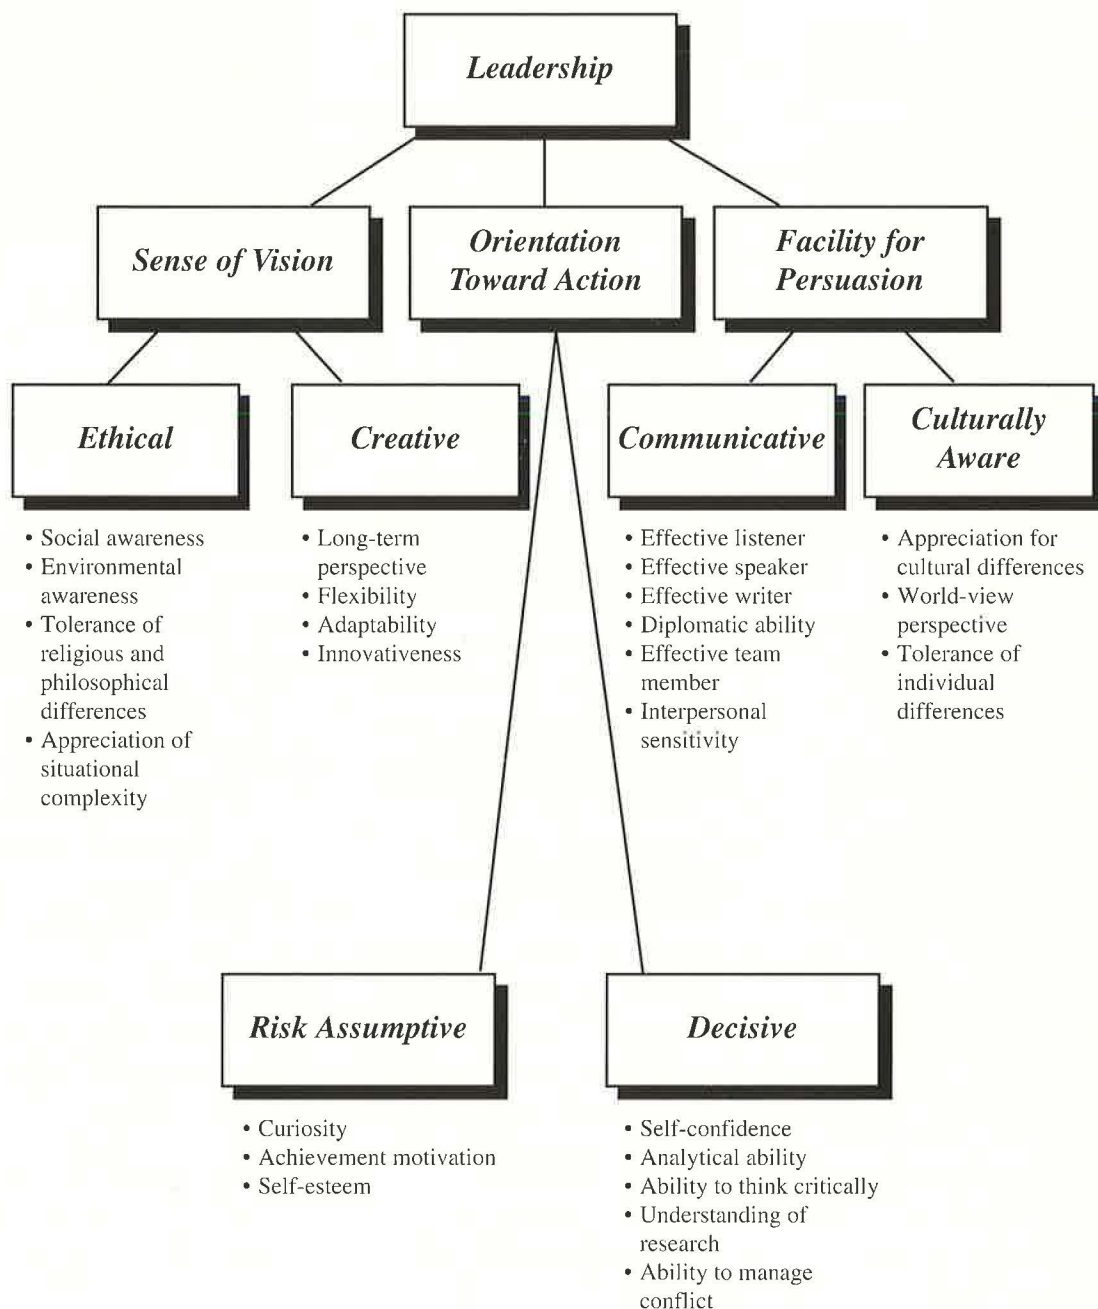 Leadership
Sense of Vision
Orientation
Toward Action
Facility for
Persuasion
Ethical
Creative
Communicative
Culturally
Aware
• Social awareness
• Environmental
awareness
• Tolerance of
religious and
philosophical
differences
• Appreciation of
situational
complexity
• Long-term
perspective
• Flexibility
• Adaptability
• Innovativeness
• Effective listener
• Effective speaker
• Effective writer
• Diplomatic ability
• Effective team
member
• Interpersonal
sensitivity
• Appreciation for
cultural differences
• World-view
perspective
• Tolerance of
individual
differences
Risk Assumptive
Decisive
• Curiosity
• Achievement motivation
• Self-esteem
• Self-confidence
• Analytical ability
• Ability to think critically
• Understanding of
research
• Ability to manage
conflict